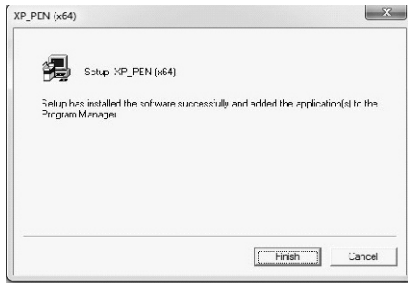 XP_PEN (x64)
Setup XP_PEN (x64)
Setup has installed the software successfully and added the application(s) to the
Program Manager.
Finish
Cancel